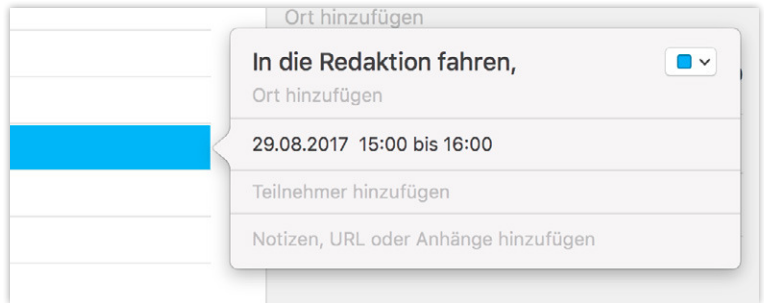 Ort hinzufügen
In die Redaktion fahren,
Ort hinzufügen
29.08.2017 15:00 bis 16:00
Teilnehmer hinzufügen
Notizen, URL oder Anhänge hinzufügen